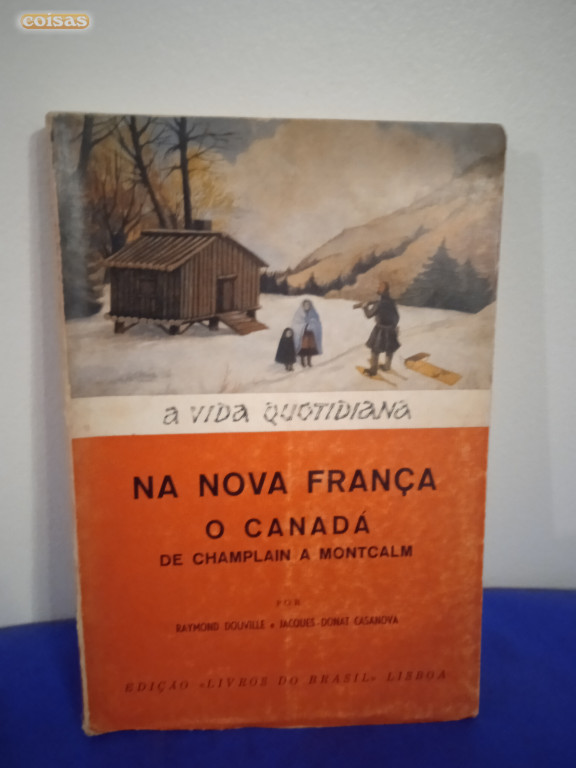 coisas
A VIDA QUOTIDIANA
NA NOVA FRANÇA
O CANADÁ
DE CHAMPLAIN A MONTCALM
POR
RAYMOND DOUVILLE e JACQUES-DONAT CASANOVA
EDIÇÃO «LIVROS DO BRASIL» LISBOA